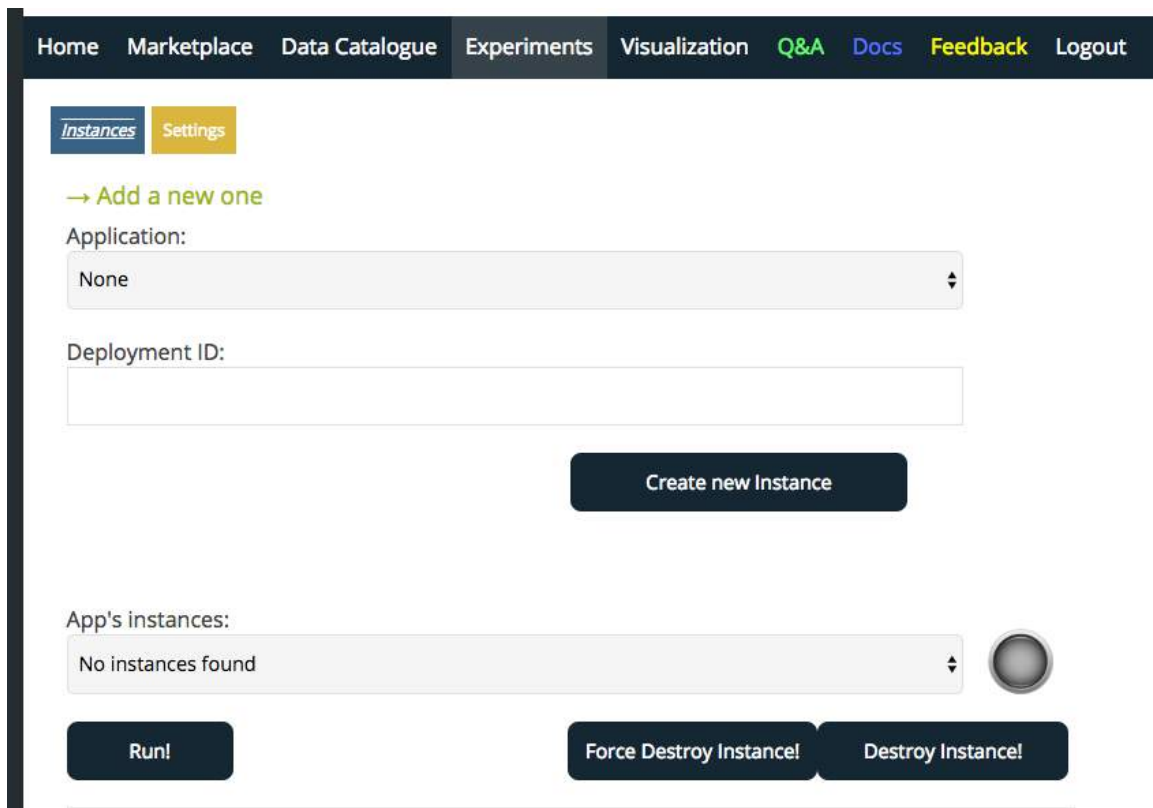 Home Marketplace Data Catalogue Experiments Visualization Q&A Docs Feedback Logout
Instances Settings
→ Add a new one
Application:
None
Deployment ID:
Create new Instance
App's instances:
No instances found
Run! Force Destroy Instance! Destroy Instance!